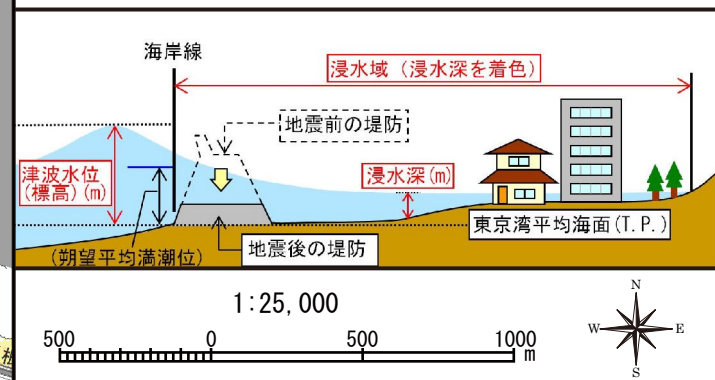 海岸線
浸水域（浸水深を着色）
地震前の堤防
津波水位
(標高)(m)
浸水深(m)
東京湾平均海面(T.P.)
(朔望平均満潮位)
地震後の堤防
1:25,000
500 0 500 1000 m
N
W E
S